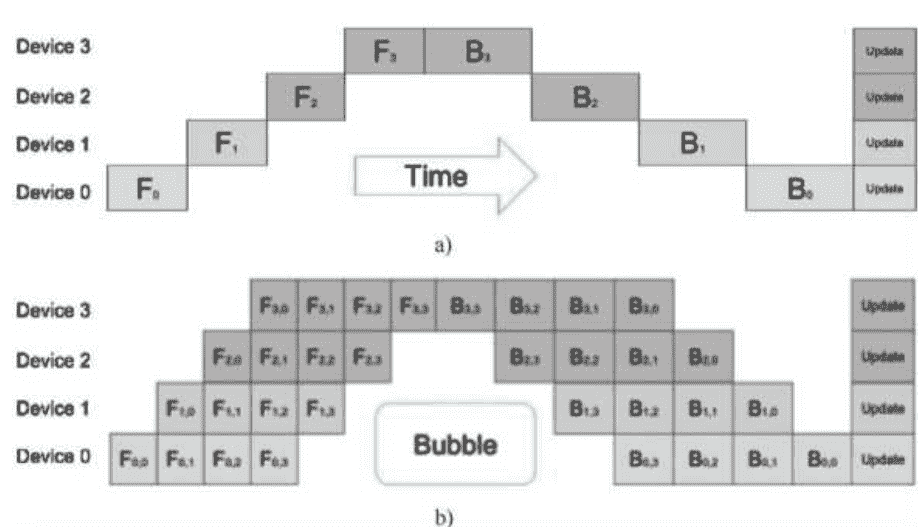 Device 3 F₃ B₃ Update
Device 2 F₂ B₂ Update
Device 1 F₁ B₁ Update
Time
Device 0 F₀ B₀ Update
a)
Device 3 F₃,₀ F₃,₁ F₃,₂ F₃,₃ B₃,₃ B₃,₂ B₃,₁ B₃,₀ Update
Device 2 F₂,₀ F₂,₁ F₂,₂ F₂,₃ B₂,₃ B₂,₂ B₂,₁ B₂,₀ Update
Device 1 F₁,₀ F₁,₁ F₁,₂ F₁,₃ B₁,₃ B₁,₂ B₁,₁ B₁,₀ Update
Bubble
Device 0 F₀,₀ F₀,₁ F₀,₂ F₀,₃ B₀,₃ B₀,₂ B₀,₁ B₀,₀ Update
b)